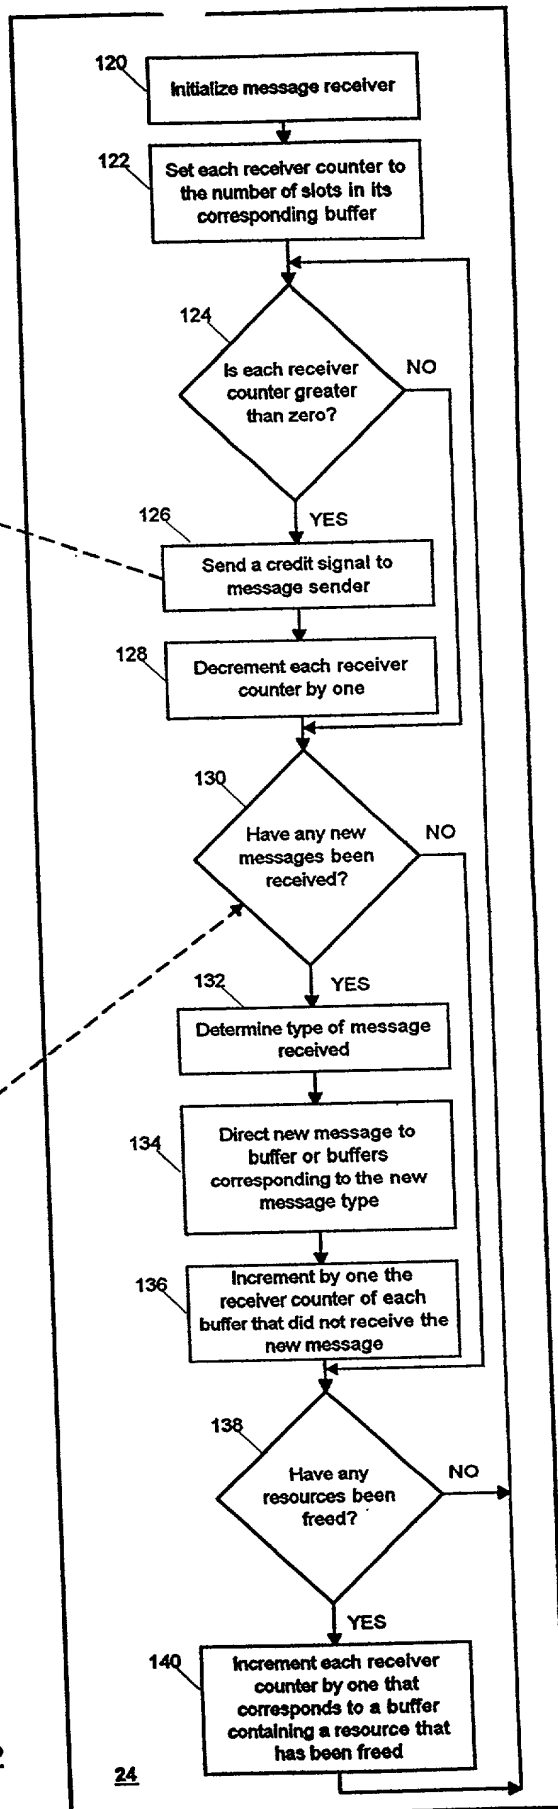 120
Initialize message receiver
122
Set each receiver counter to
the number of slots in its
corresponding buffer
124
Is each receiver
counter greater
than zero?
NO
YES
126
Send a credit signal to
message sender
128
Decrement each receiver
counter by one
130
Have any new
messages been
received?
NO
YES
132
Determine type of message
received
134
Direct new message to
buffer or buffers
corresponding to the new
message type
136
Increment by one the
receiver counter of each
buffer that did not receive the
new message
138
Have any
resources been
freed?
NO
YES
140
Increment each receiver
counter by one that
corresponds to a buffer
containing a resource that
has been freed
24